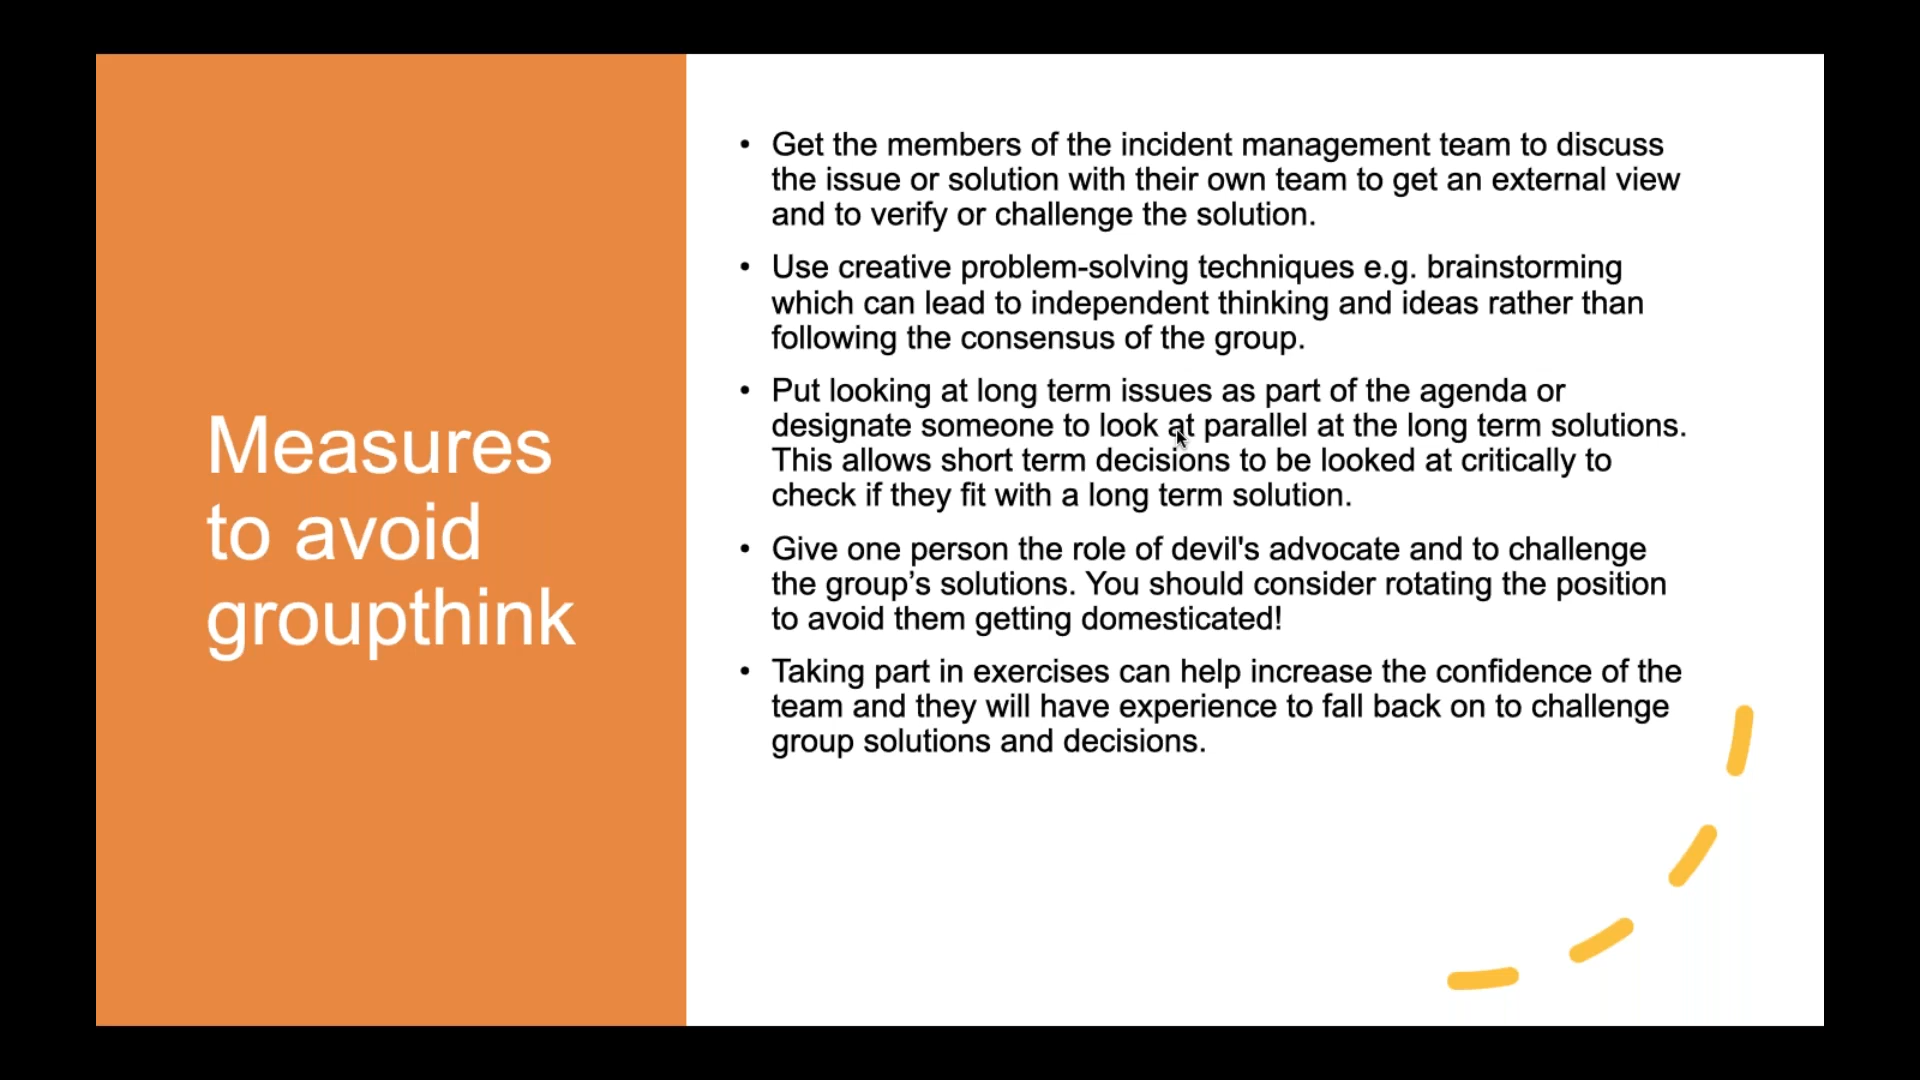 Measures
to avoid
groupthink
• Get the members of the incident management team to discuss
the issue or solution with their own team to get an external view
and to verify or challenge the solution.
• Use creative problem-solving techniques e.g. brainstorming
which can lead to independent thinking and ideas rather than
following the consensus of the group.
• Put looking at long term issues as part of the agenda or
designate someone to look at parallel at the long term solutions.
This allows short term decisions to be looked at critically to
check if they fit with a long term solution.
• Give one person the role of devil's advocate and to challenge
the group’s solutions. You should consider rotating the position
to avoid them getting domesticated!
• Taking part in exercises can help increase the confidence of the
team and they will have experience to fall back on to challenge
group solutions and decisions.